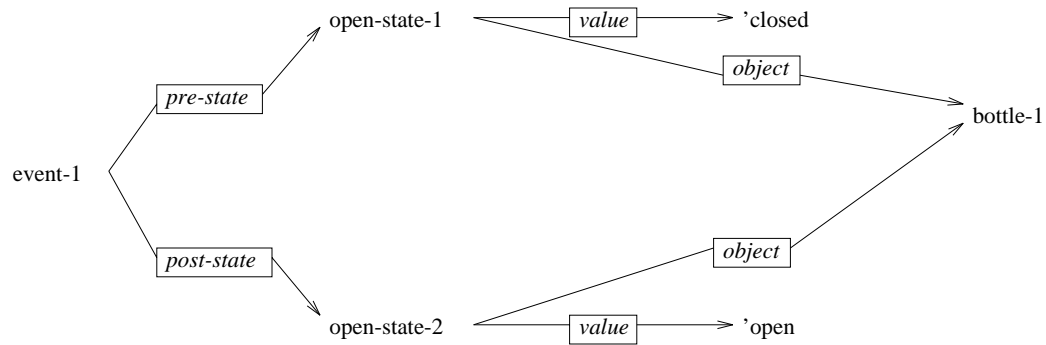 open-state-1
value
’closed
object
pre-state
bottle-1
event-1
object
post-state
open-state-2
value
’open